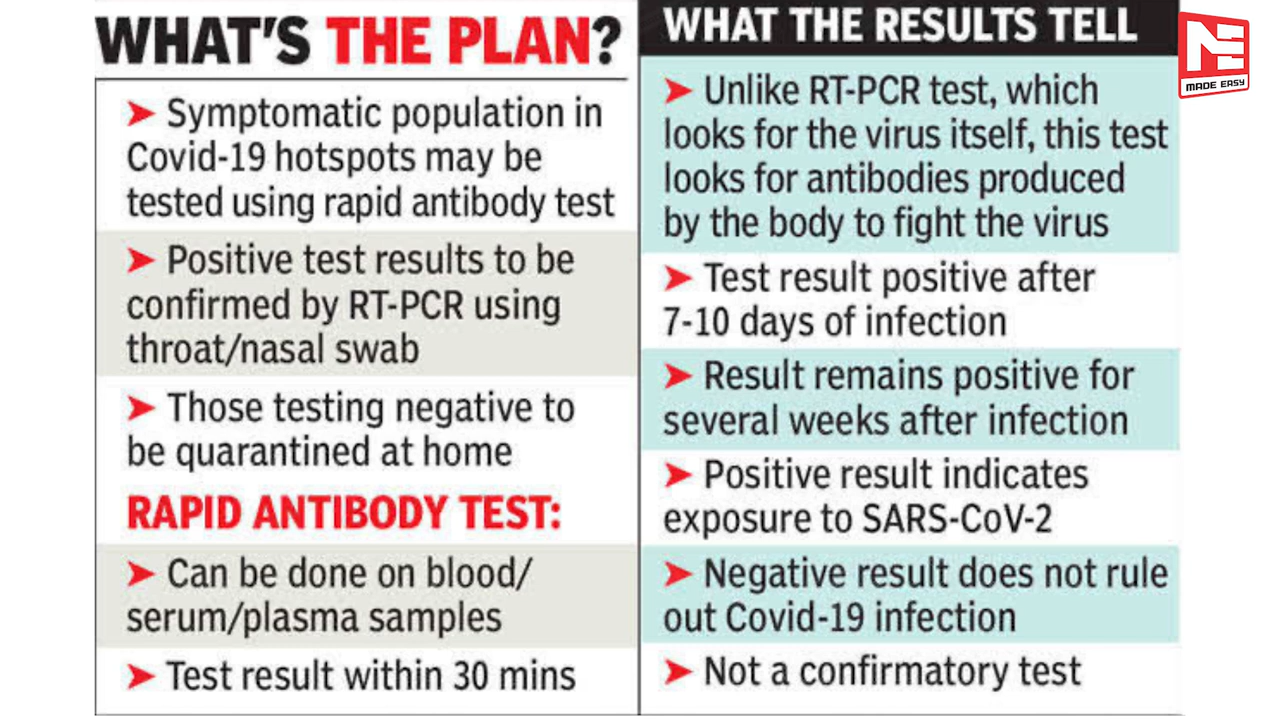 WHAT'S THE PLAN?
➤ Symptomatic population in
Covid-19 hotspots may be
tested using rapid antibody test
➤ Positive test results to be
confirmed by RT-PCR using
throat/nasal swab
➤ Those testing negative to
be quarantined at home
RAPID ANTIBODY TEST:
➤ Can be done on blood/
serum/plasma samples
➤ Test result within 30 mins
WHAT THE RESULTS TELL
➤ Unlike RT-PCR test, which
looks for the virus itself, this test
looks for antibodies produced
by the body to fight the virus
➤ Test result positive after
7-10 days of infection
➤ Result remains positive for
several weeks after infection
➤ Positive result indicates
exposure to SARS-CoV-2
➤ Negative result does not rule
out Covid-19 infection
➤ Not a confirmatory test
ME
MADE EASY